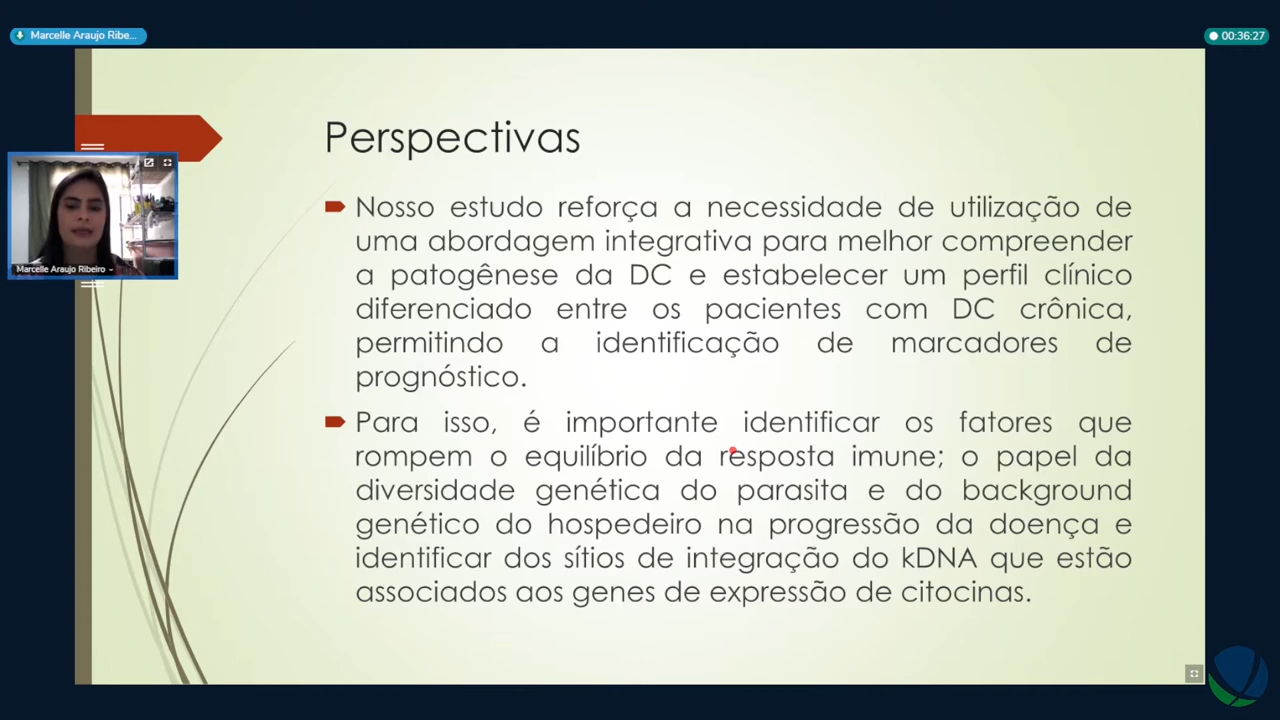 Marcelle Araujo Ribe...
00:36:27
Perspectivas
Marcelle Araujo Ribeiro
Nosso estudo reforça a necessidade de utilização de
uma abordagem integrativa para melhor compreender
a patogênese da DC e estabelecer um perfil clínico
diferenciado entre os pacientes com DC crônica,
permitindo a identificação de marcadores de
prognóstico.
Para isso, é importante identificar os fatores que
rompem o equilíbrio da resposta imune; o papel da
diversidade genética do parasita e do background
genético do hospedeiro na progressão da doença e
identificar dos sítios de integração do kDNA que estão
associados aos genes de expressão de citocinas.